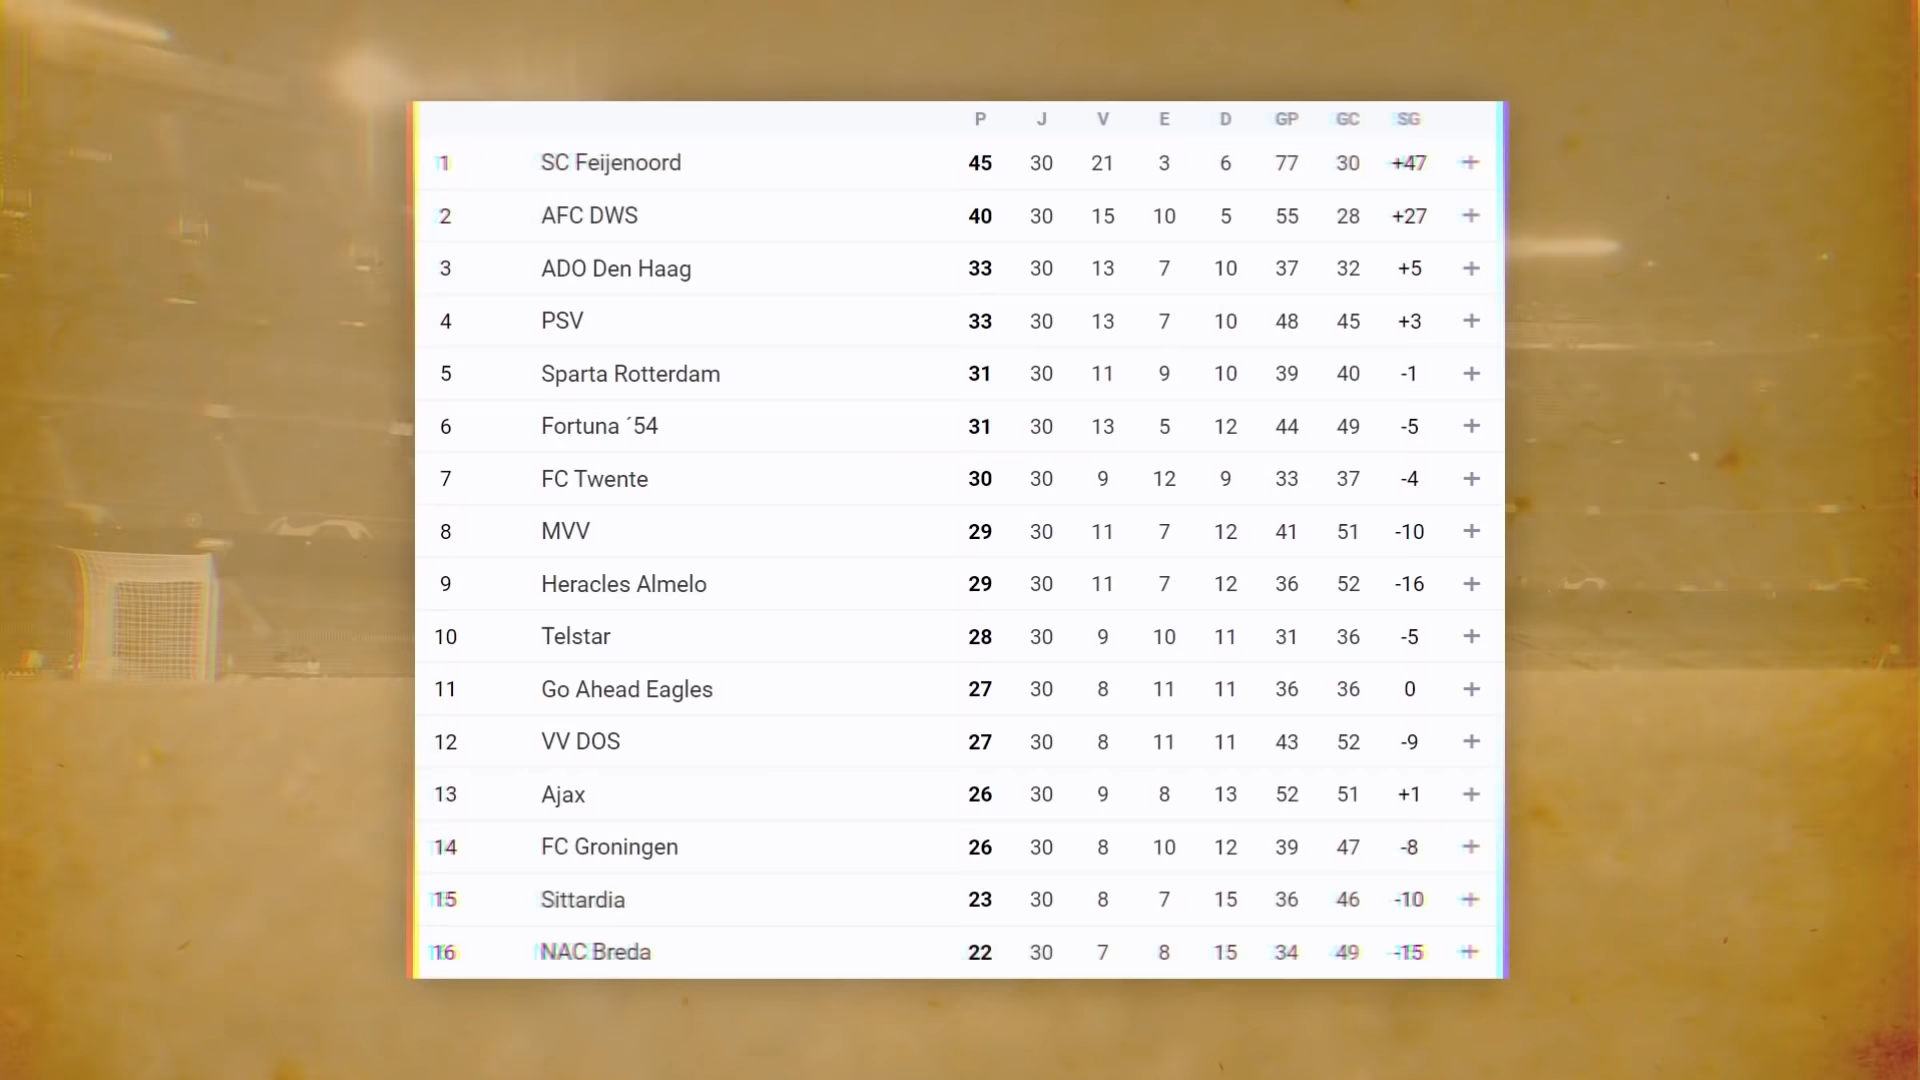 P J V E D GP GC SG
1 SC Feijenoord 45 30 21 3 6 77 30 +47 +
2 AFC DWS 40 30 15 10 5 55 28 +27 +
3 ADO Den Haag 33 30 13 7 10 37 32 +5 +
4 PSV 33 30 13 7 10 48 45 +3 +
5 Sparta Rotterdam 31 30 11 9 10 39 40 -1 +
6 Fortuna ´54 31 30 13 5 12 44 49 -5 +
7 FC Twente 30 30 9 12 9 33 37 -4 +
8 MVV 29 30 11 7 12 41 51 -10 +
9 Heracles Almelo 29 30 11 7 12 36 52 -16 +
10 Telstar 28 30 9 10 11 31 36 -5 +
11 Go Ahead Eagles 27 30 8 11 11 36 36 0 +
12 VV DOS 27 30 8 11 11 43 52 -9 +
13 Ajax 26 30 9 8 13 52 51 +1 +
14 FC Groningen 26 30 8 10 12 39 47 -8 +
15 Sittardia 23 30 8 7 15 36 46 -10 +
16 NAC Breda 22 30 7 8 15 34 49 -15 +